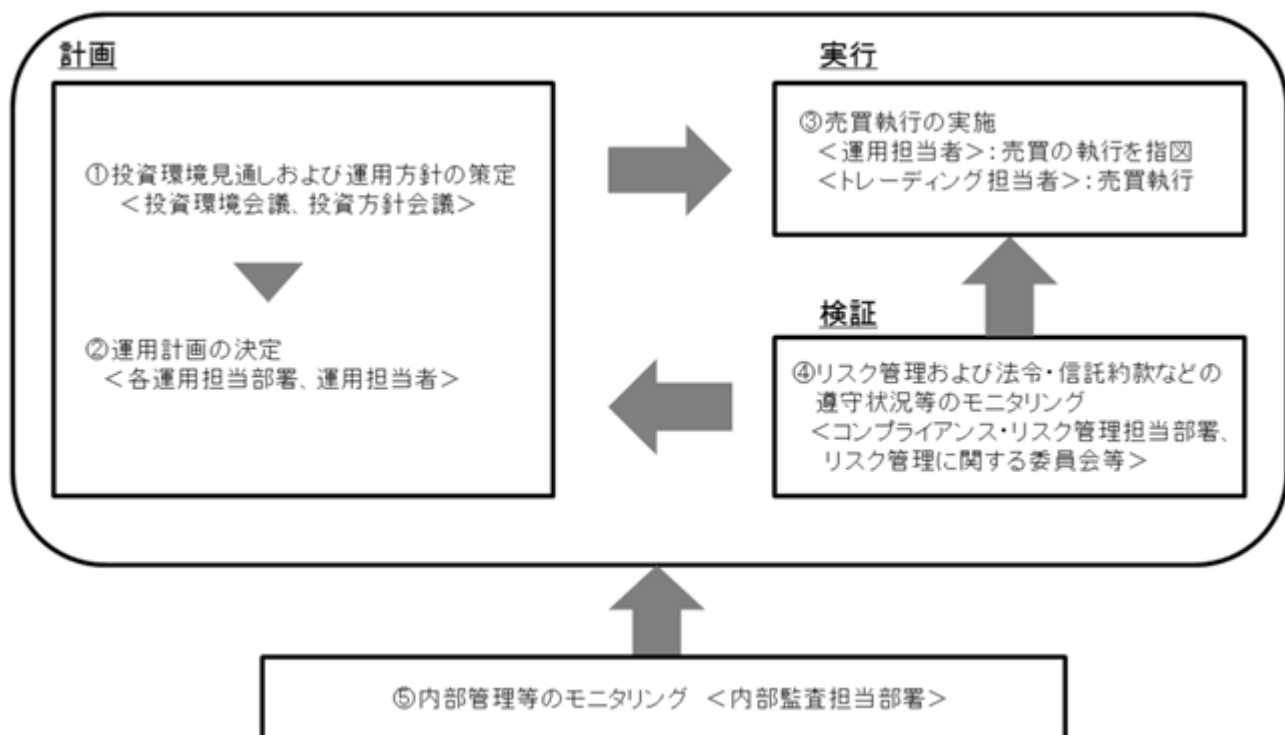 計画
①投資環境見通しおよび運用方針の策定
＜投資環境会議、投資方針会議＞
②運用計画の決定
＜各運用担当部署、運用担当者＞
実行
③売買執行の実施
＜運用担当者＞：売買の執行を指図
＜トレーディング担当者＞：売買執行
検証
④リスク管理および法令・信託約款などの
遵守状況等のモニタリング
＜コンプライアンス・リスク管理担当部署、
リスク管理に関する委員会等＞
⑤内部管理等のモニタリング ＜内部監査担当部署＞